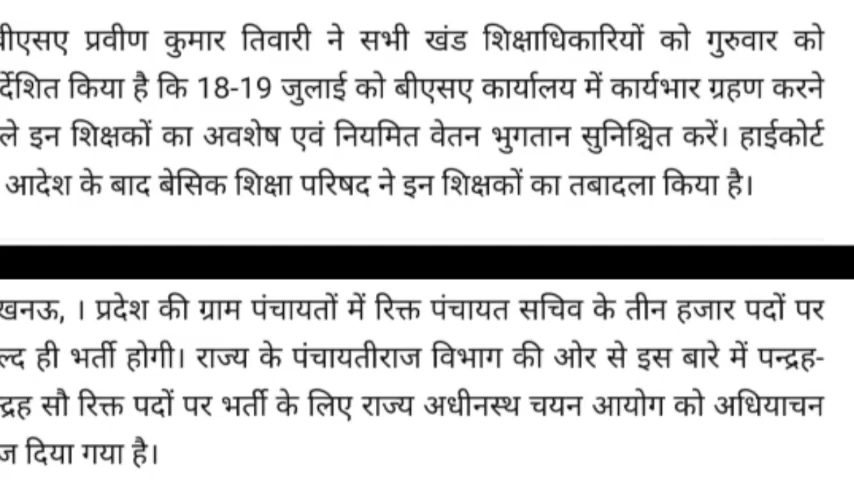 बीएसए प्रवीण कुमार तिवारी ने सभी खंड शिक्षाधिकारियों को गुरुवार को
र्देशित किया है कि 18-19 जुलाई को बीएसए कार्यालय में कार्यभार ग्रहण करने
ले इन शिक्षकों का अवशेष एवं नियमित वेतन भुगतान सुनिश्चित करें। हाईकोर्ट
आदेश के बाद बेसिक शिक्षा परिषद ने इन शिक्षकों का तबादला किया है।
खनऊ, । प्रदेश की ग्राम पंचायतों में रिक्त पंचायत सचिव के तीन हजार पदों पर
ल्द ही भर्ती होगी। राज्य के पंचायतीराज विभाग की ओर से इस बारे में पन्द्रह-
द्रह सौ रिक्त पदों पर भर्ती के लिए राज्य अधीनस्थ चयन आयोग को अधियाचन
ज दिया गया है।